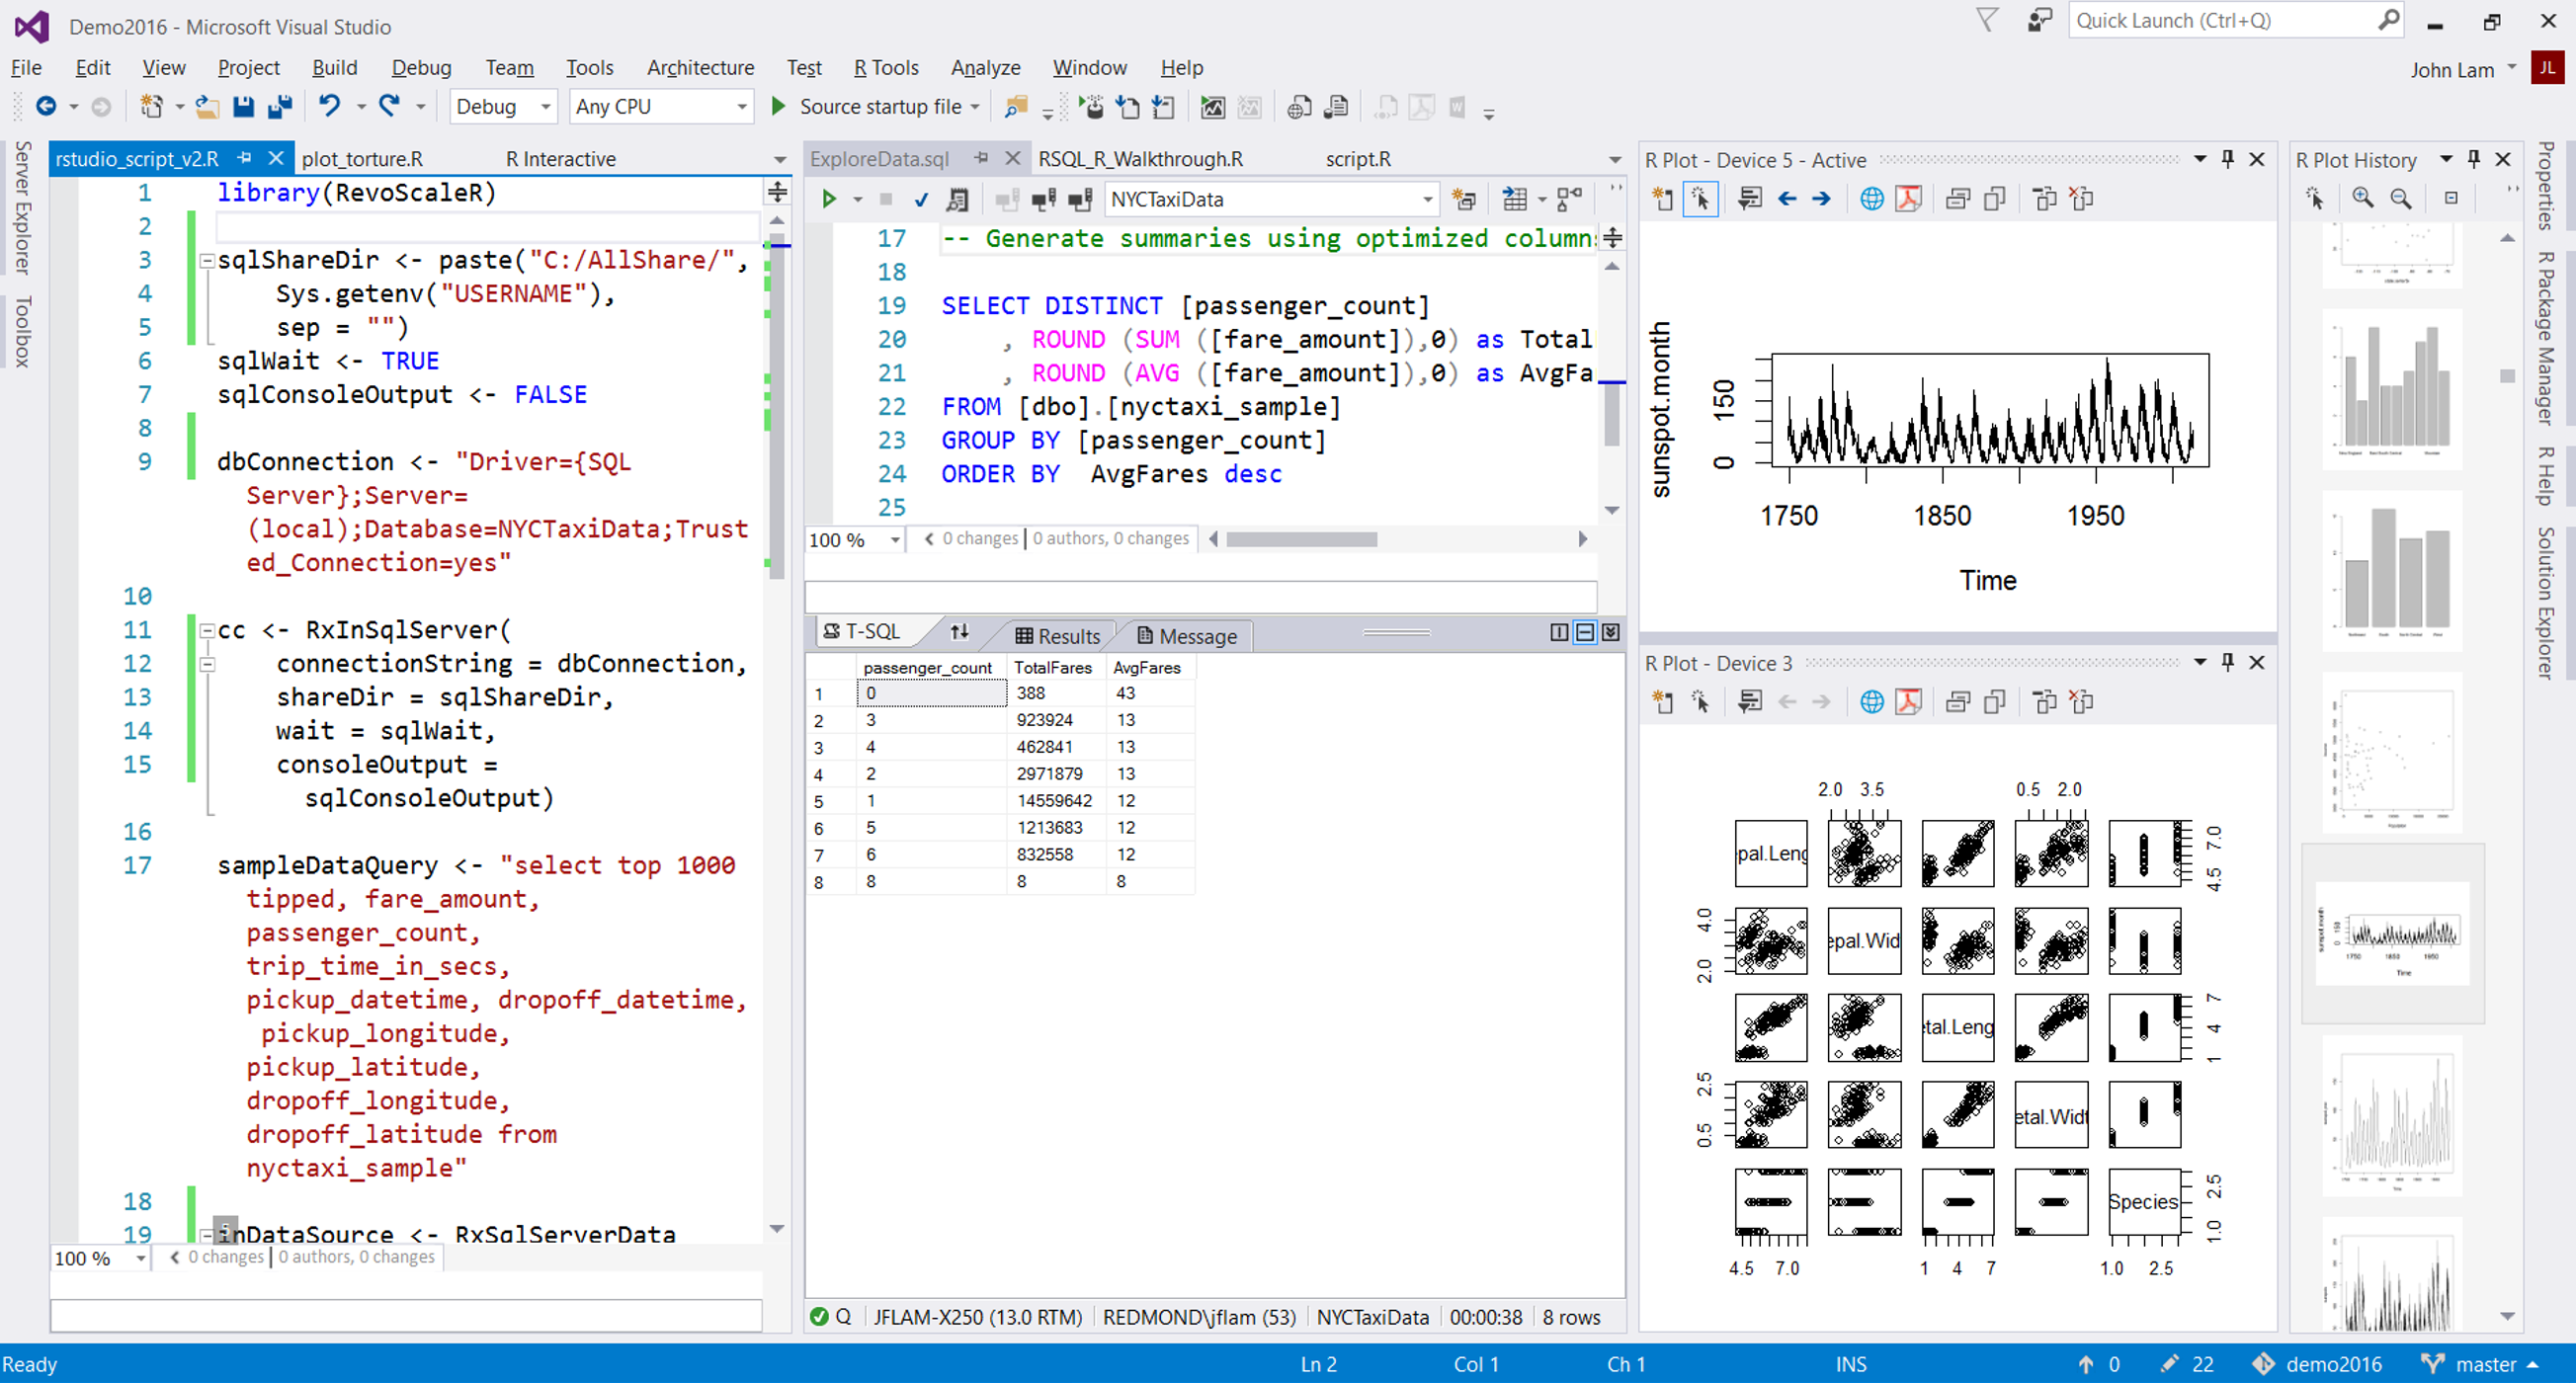 Demo2016 - Microsoft Visual Studio
Quick Launch (Ctrl+Q)
File Edit View Project Build Debug Team Tools Architecture Test R Tools Analyze Window Help
John Lam JL
Debug Any CPU Source startup file
Server Explorer
Toolbox
rstudio_script_v2.R plot_torture.R R Interactive
1 library(RevoScaleR)
2
3 sqlShareDir <- paste("C:/AllShare/",
4 Sys.getenv("USERNAME"),
5 sep = "")
6 sqlWait <- TRUE
7 sqlConsoleOutput <- FALSE
8
9 dbConnection <- "Driver={SQL
Server};Server=
(local);Database=NYCTaxiData;Trust
ed_Connection=yes"
10
11 cc <- RxInSqlServer(
12 connectionString = dbConnection,
13 shareDir = sqlShareDir,
14 wait = sqlWait,
15 consoleOutput =
sqlConsoleOutput)
16
17 sampleDataQuery <- "select top 1000
tipped, fare_amount,
passenger_count,
trip_time_in_secs,
pickup_datetime, dropoff_datetime,
pickup_longitude,
pickup_latitude,
dropoff_longitude,
dropoff_latitude from
nyctaxi_sample"
18
19 inDataSource <- RxSqlServerData
100 % 0 changes | 0 authors, 0 changes
ExploreData.sql RSQL_R_Walkthrough.R script.R
NYCTaxiData
17 -- Generate summaries using optimized column
18
19 SELECT DISTINCT [passenger_count]
20 , ROUND (SUM ([fare_amount]),0) as Total
21 , ROUND (AVG ([fare_amount]),0) as AvgFa
22 FROM [dbo].[nyctaxi_sample]
23 GROUP BY [passenger_count]
24 ORDER BY AvgFares desc
25
100 % 0 changes | 0 authors, 0 changes
T-SQL Results Message
passenger_count TotalFares AvgFares
1 0 388 43
2 3 923924 13
3 4 462841 13
4 2 2971879 13
5 1 14559642 12
6 5 1213683 12
7 6 832558 12
8 8 8 8
Q JFLAM-X250 (13.0 RTM) REDMOND\jflam (53) NYCTaxiData 00:00:38 8 rows
R Plot - Device 5 - Active
sunspot.month
0 150
1750 1850 1950
Time
R Plot - Device 3
2.0 3.5 0.5 2.0
pal.Leng
4.5 7.0
epal.Wid
2.0 4.0
etal.Leng
1 4 7
etal.Widt
0.5 2.5
Species
1.0 2.5
4.5 7.0 1 4 7 1.0 2.5
R Plot History
sunspot.month
0 150
1750 1850 1950
Time
Properties
R Package Manager
R Help
Solution Explorer
Ready Ln 2 Col 1 Ch 1 INS 0 22 demo2016 master